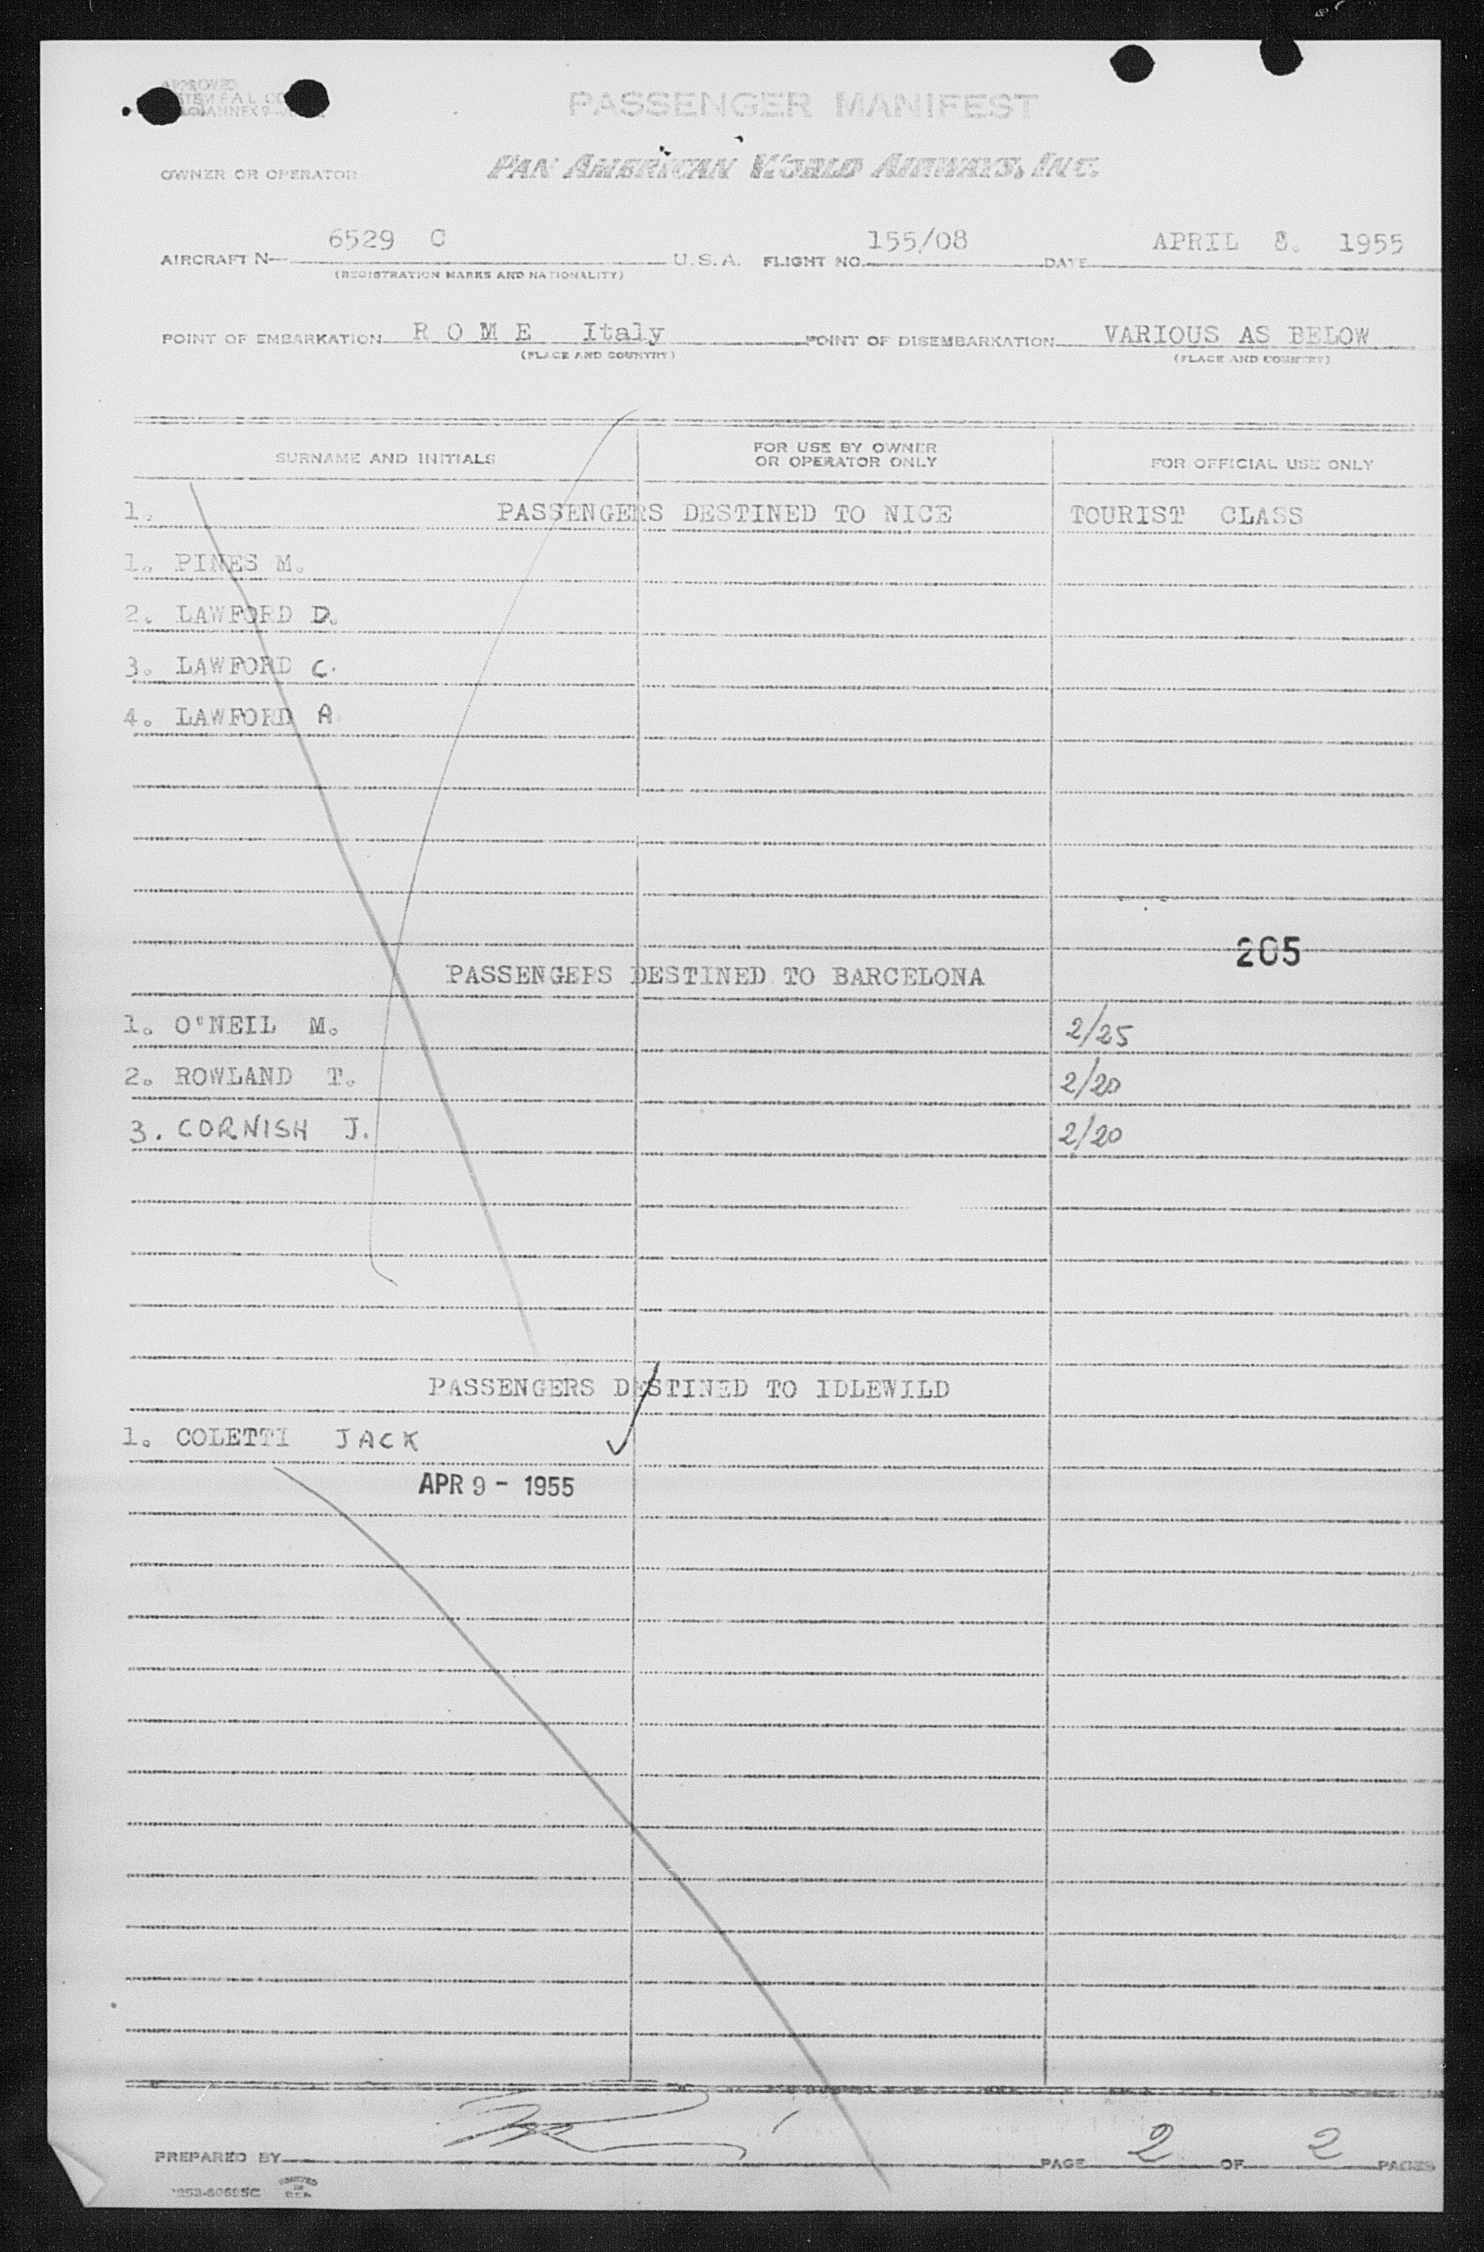 APPROVED
PASSENGER MANIFEST
OWNER OR OPERATOR PAN AMERICAN WORLD AIRWAYS, INC.
AIRCRAFT N- 6529 C U.S.A. FLIGHT NO. 155/08 DATE APRIL 8. 1955
(REGISTRATION MARKS AND NATIONALITY)
POINT OF EMBARKATION R O M E Italy POINT OF DISEMBARKATION VARIOUS AS BELOW
(PLACE AND COUNTRY) (PLACE AND COUNTRY)
SURNAME AND INITIALS FOR USE BY OWNER OR OPERATOR ONLY FOR OFFICIAL USE ONLY
1. PASSENGERS DESTINED TO NICE TOURIST CLASS
1. PINES M.
2. LAWFORD D.
3. LAWFORD C.
4. LAWFORD A.
205
PASSENGERS DESTINED TO BARCELONA
1. O'NEIL M. 2/25
2. ROWLAND T. 2/20
3. CORNISH J. 2/20
PASSENGERS DESTINED TO IDLEWILD
1. COLETTI JACK
APR 9 - 1955
PREPARED BY PAGE 2 OF 2 PAGES
PRINTED IN U.S.A.